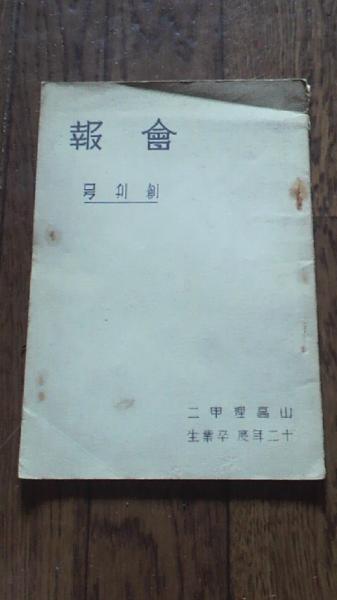 會報
創刊号
山高理甲二
十二年度卒業生